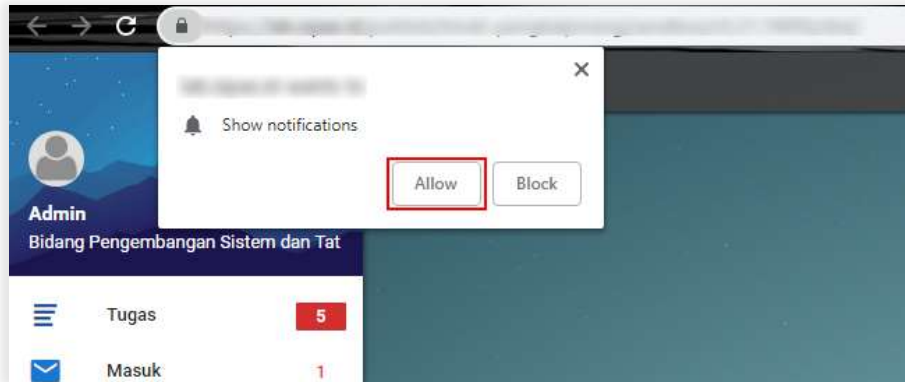 Show notifications
Allow
Block
Admin
Bidang Pengembangan Sistem dan Tat
Tugas
5
Masuk
1